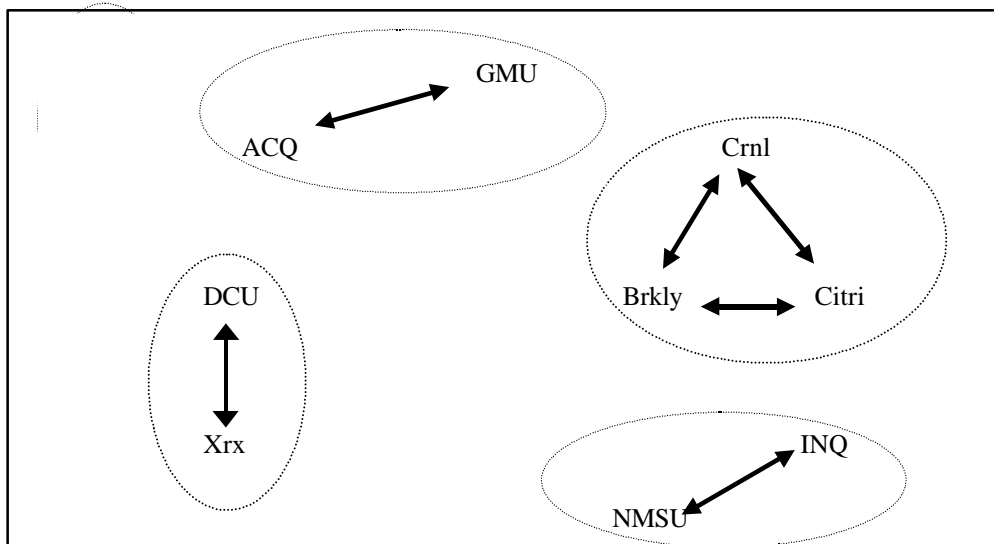 GMU
ACQ
Crnl
DCU
Brkly
Citri
Xrx
INQ
NMSU